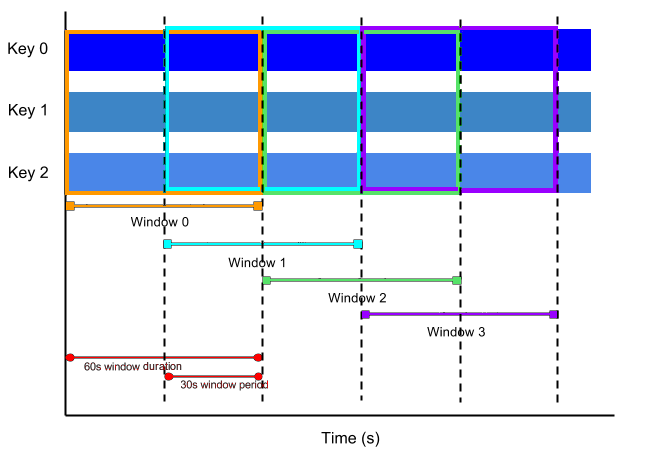 Key 0
Key 1
Key 2
Window 0
Window 1
Window 2
Window 3
60s window duration
30s window period
Time (s)